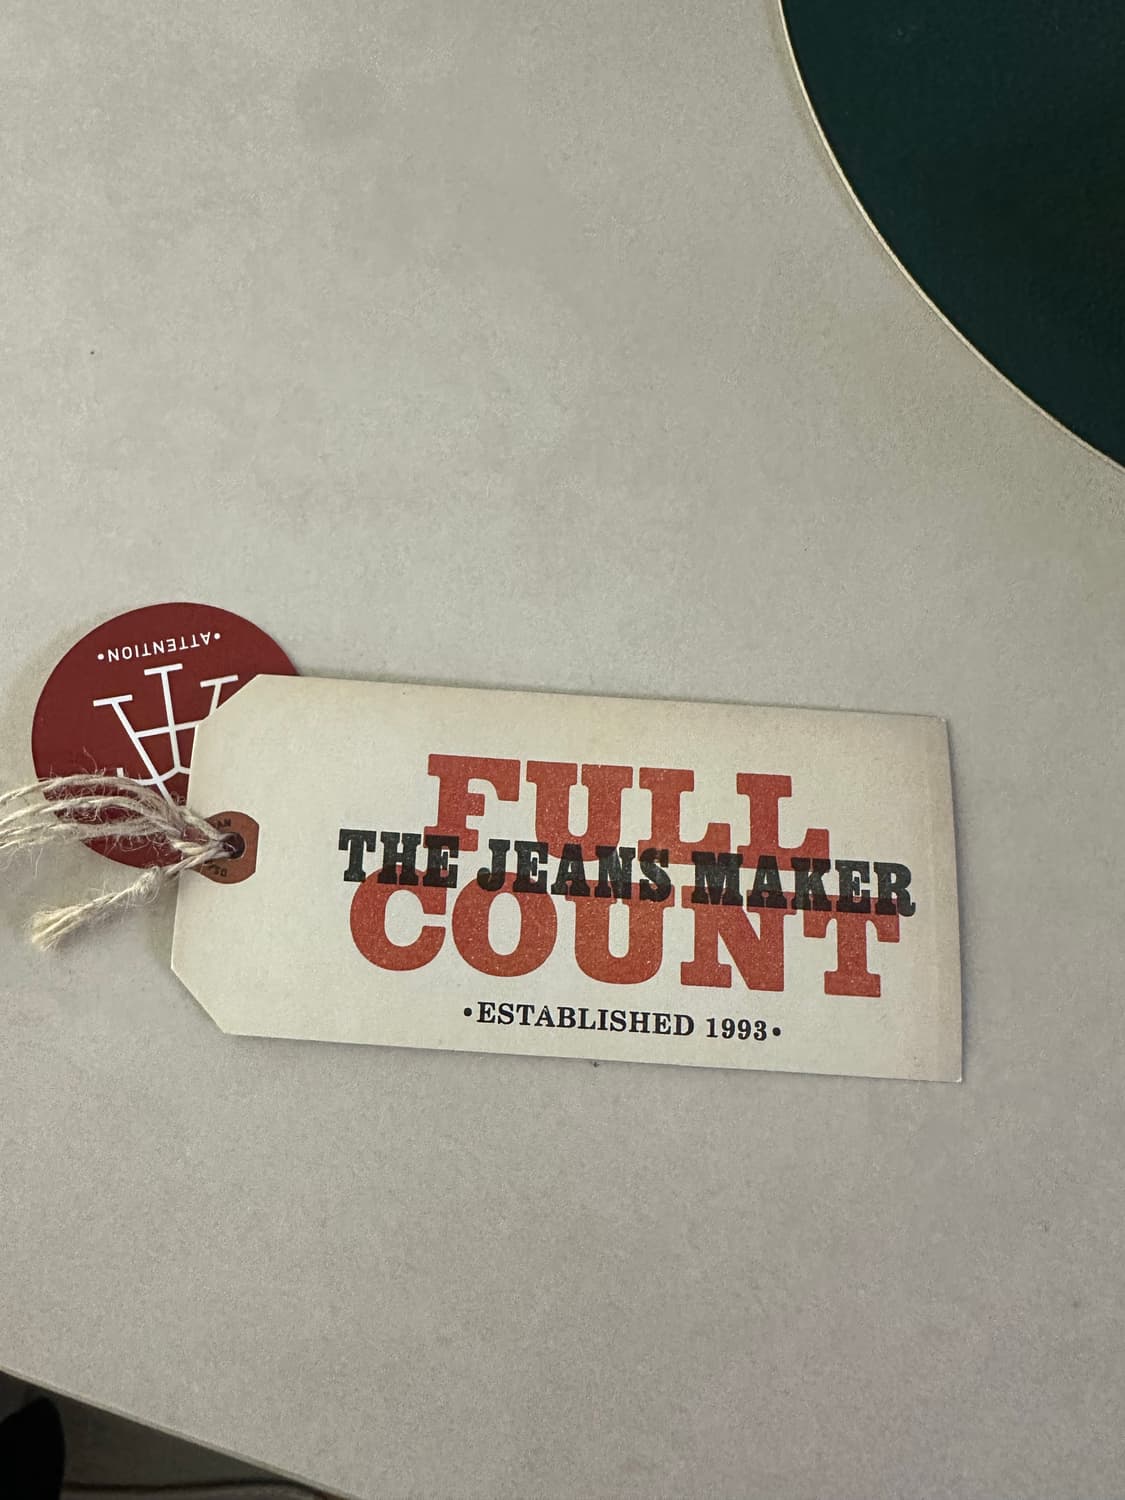 •ATTENTION•
FULL
THE JEANS MAKER
COUNT
•ESTABLISHED 1993•